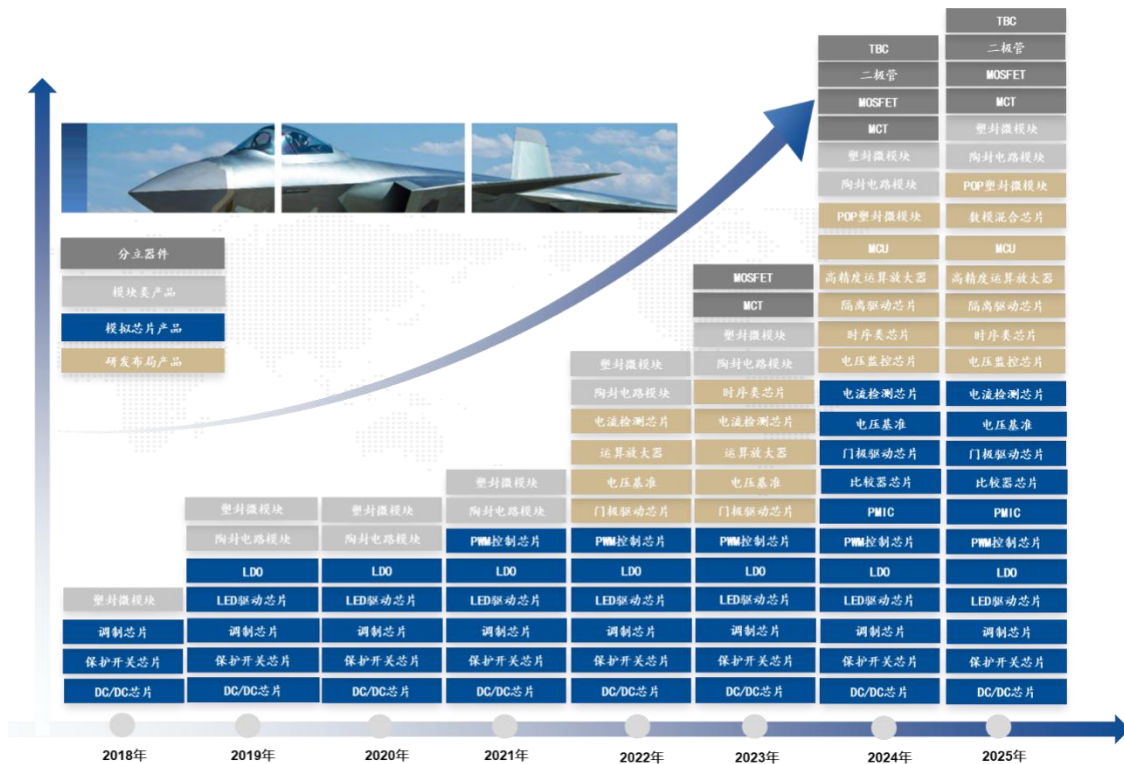 分立器件
模块类产品
模拟芯片产品
研发布局产品
塑封微模块
调制芯片
保护开关芯片
DC/DC芯片
2018年
塑封微模块
陶封电路模块
LDO
LED驱动芯片
调制芯片
保护开关芯片
DC/DC芯片
2019年
塑封微模块
陶封电路模块
LDO
LED驱动芯片
调制芯片
保护开关芯片
DC/DC芯片
2020年
塑封微模块
陶封电路模块
PWM控制芯片
LDO
LED驱动芯片
调制芯片
保护开关芯片
DC/DC芯片
2021年
塑封微模块
陶封电路模块
电流检测芯片
运算放大器
电压基准
门极驱动芯片
PWM控制芯片
LDO
LED驱动芯片
调制芯片
保护开关芯片
DC/DC芯片
2022年
MOSFET
MCT
塑封微模块
陶封电路模块
时序类芯片
电流检测芯片
运算放大器
电压基准
门极驱动芯片
PWM控制芯片
LDO
LED驱动芯片
调制芯片
保护开关芯片
DC/DC芯片
2023年
TBC
二极管
MOSFET
MCT
塑封微模块
陶封电路模块
POP塑封微模块
MCU
高精度运算放大器
隔离驱动芯片
时序类芯片
电压监控芯片
电流检测芯片
电压基准
门极驱动芯片
比较器芯片
PMIC
PWM控制芯片
LDO
LED驱动芯片
调制芯片
保护开关芯片
DC/DC芯片
2024年
TBC
二极管
MOSFET
MCT
塑封微模块
陶封电路模块
POP塑封微模块
数模混合芯片
MCU
高精度运算放大器
隔离驱动芯片
时序类芯片
电压监控芯片
电流检测芯片
电压基准
门极驱动芯片
比较器芯片
PMIC
PWM控制芯片
LDO
LED驱动芯片
调制芯片
保护开关芯片
DC/DC芯片
2025年